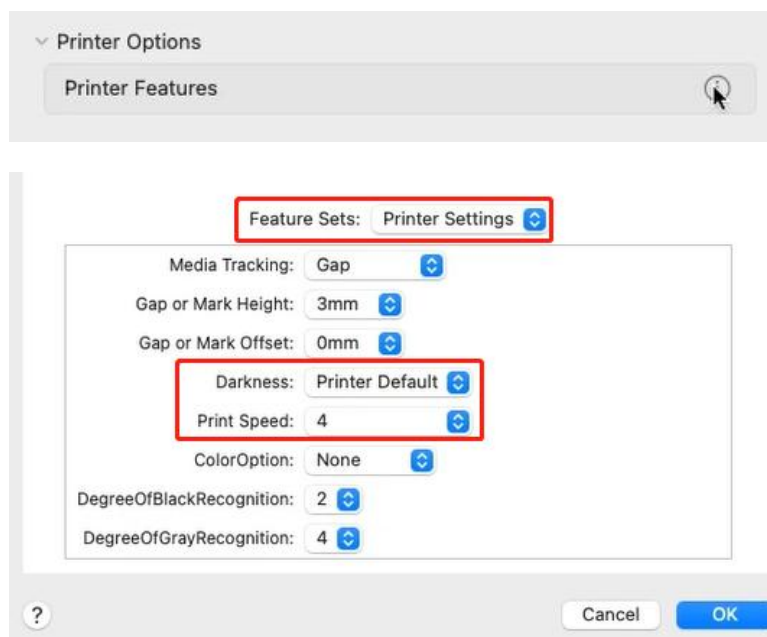 Printer Options
Printer Features
Feature Sets: Printer Settings
Media Tracking: Gap
Gap or Mark Height: 3mm
Gap or Mark Offset: 0mm
Darkness: Printer Default
Print Speed: 4
ColorOption: None
DegreeOfBlackRecognition: 2
DegreeOfGrayRecognition: 4
? Cancel OK